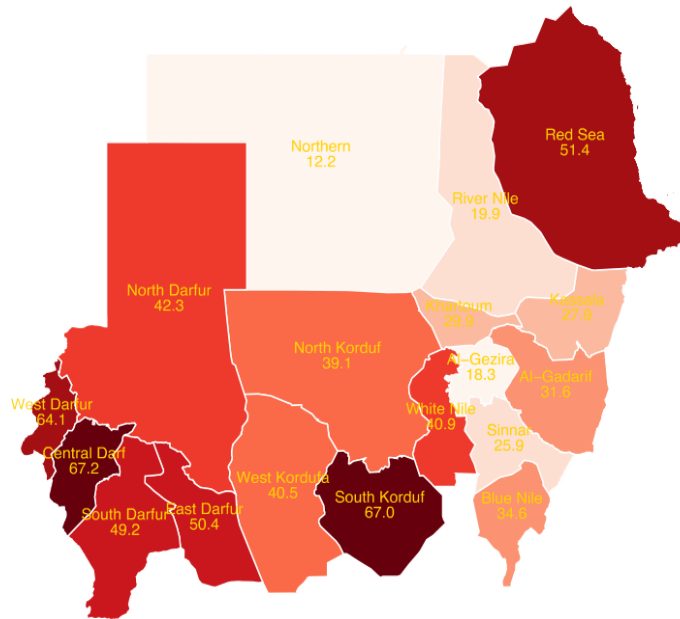 Red Sea
51.4
Northern
12.2
River Nile
19.9
North Darfur
42.3
Khartoum
29.9
Kassala
27.9
North Korduf
39.1
Al-Gezira
18.3
Al-Gadarif
31.6
West Darfur
64.1
White Nile
40.9
Sinnar
25.9
Central Darf
67.2
West Kordufa
40.5
South Korduf
67.0
Blue Nile
34.6
South Darfur
49.2
East Darfur
50.4